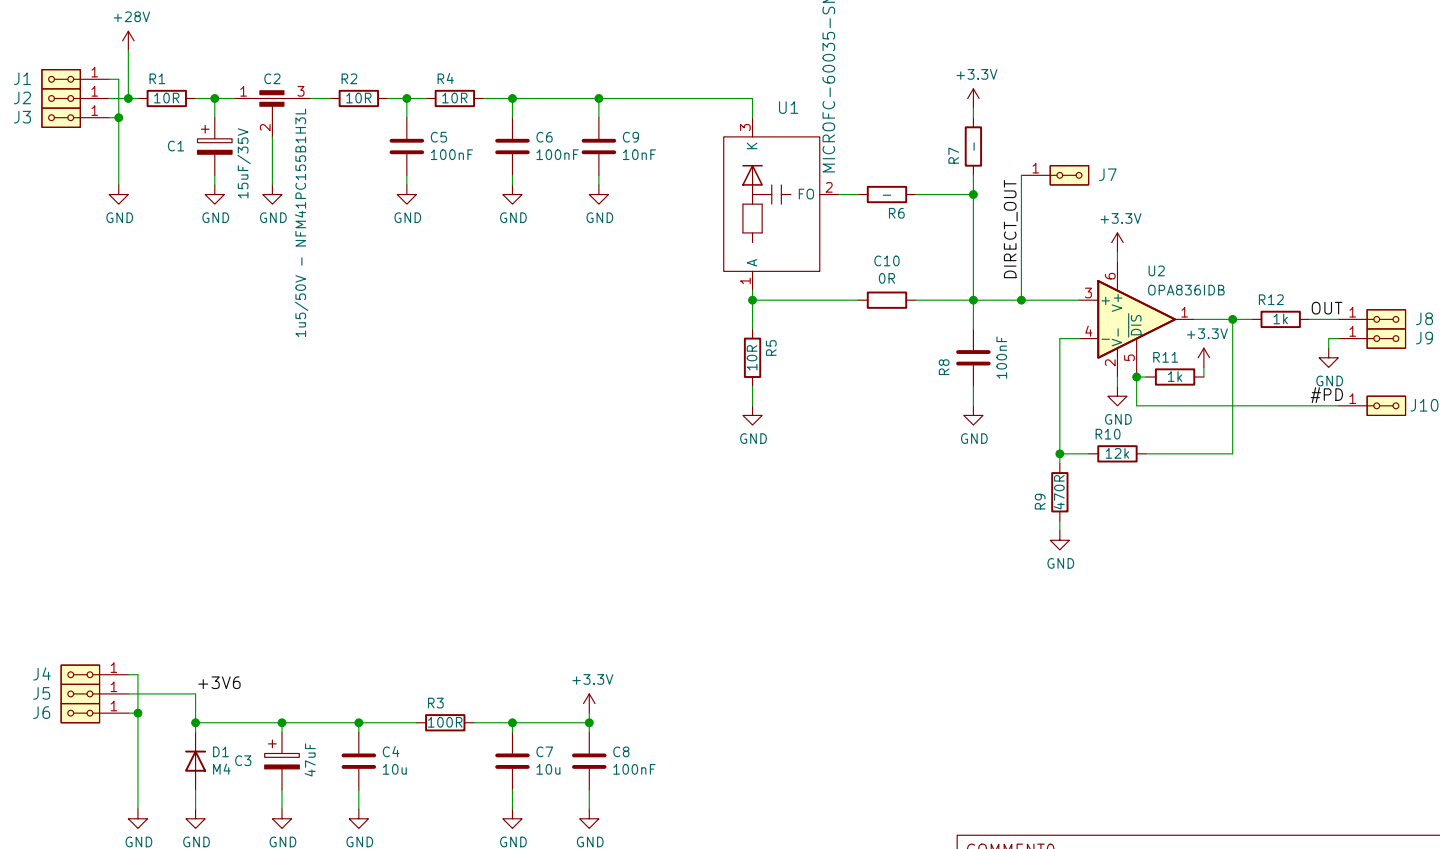 +28V
J1 1
J2 1
J3 1
R1
10R
C1
15uF/35V
+
GND
GND
C2
1 3
2
1u5/50V - NFM41PC155B1H3L
GND
R2
10R
R4
10R
C5
100nF
GND
C6
100nF
GND
C9
10nF
GND
U1
MICROFC-60035-SM
3
K
FO 2
A
1
R6
-
R7
-
+3.3V
C10
0R
R5
10R
GND
R8
100nF
GND
DIRECT_OUT
1 J7
+3.3V
U2
OPA836IDB
6
3 + V+
4 - V-
DIS
1
2
5
GND
R11
1k
+3.3V
R12
1k
OUT 1 J8
1 J9
GND
#PD 1 J10
R10
12k
R9
470R
GND
J4 1
J5 1
J6 1
+3V6
GND
D1
M4
GND
C3
+
47uF
GND
C4
10u
GND
R3
100R
C7
10u
GND
+3.3V
C8
100nF
GND
COMMENT0